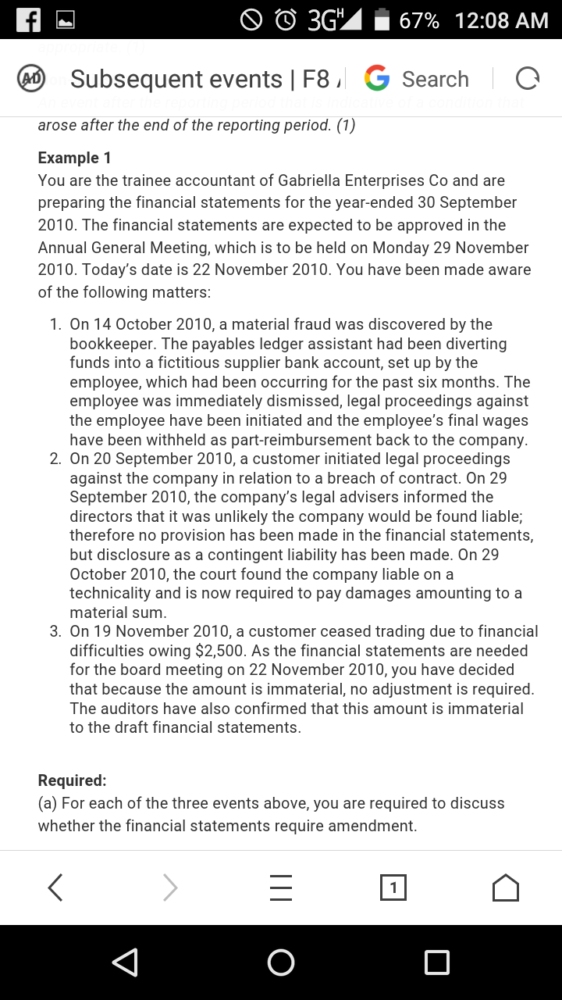 3G H 67% 12:08 AM
appropriate. (1)
AD Subsequent events | F8 Search
An event after the reporting period that is indicative of a condition that
arose after the end of the reporting period. (1)
Example 1
You are the trainee accountant of Gabriella Enterprises Co and are
preparing the financial statements for the year-ended 30 September
2010. The financial statements are expected to be approved in the
Annual General Meeting, which is to be held on Monday 29 November
2010. Today’s date is 22 November 2010. You have been made aware
of the following matters:
1. On 14 October 2010, a material fraud was discovered by the
bookkeeper. The payables ledger assistant had been diverting
funds into a fictitious supplier bank account, set up by the
employee, which had been occurring for the past six months. The
employee was immediately dismissed, legal proceedings against
the employee have been initiated and the employee’s final wages
have been withheld as part-reimbursement back to the company.
2. On 20 September 2010, a customer initiated legal proceedings
against the company in relation to a breach of contract. On 29
September 2010, the company’s legal advisers informed the
directors that it was unlikely the company would be found liable;
therefore no provision has been made in the financial statements,
but disclosure as a contingent liability has been made. On 29
October 2010, the court found the company liable on a
technicality and is now required to pay damages amounting to a
material sum.
3. On 19 November 2010, a customer ceased trading due to financial
difficulties owing $2,500. As the financial statements are needed
for the board meeting on 22 November 2010, you have decided
that because the amount is immaterial, no adjustment is required.
The auditors have also confirmed that this amount is immaterial
to the draft financial statements.
Required:
(a) For each of the three events above, you are required to discuss
whether the financial statements require amendment.
1